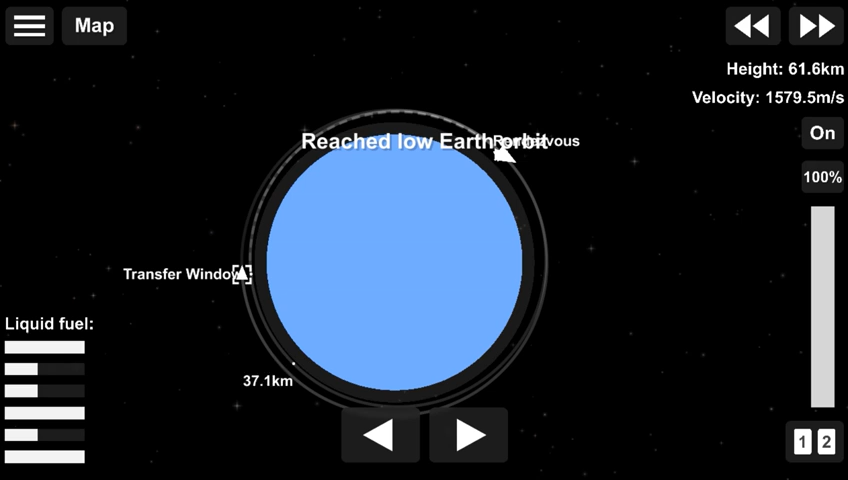 Map
Height: 61.6km
Velocity: 1579.5m/s
On
100%
Reached low Earth orbit
Rendezvous
Transfer Window
Liquid fuel:
37.1km
1 2